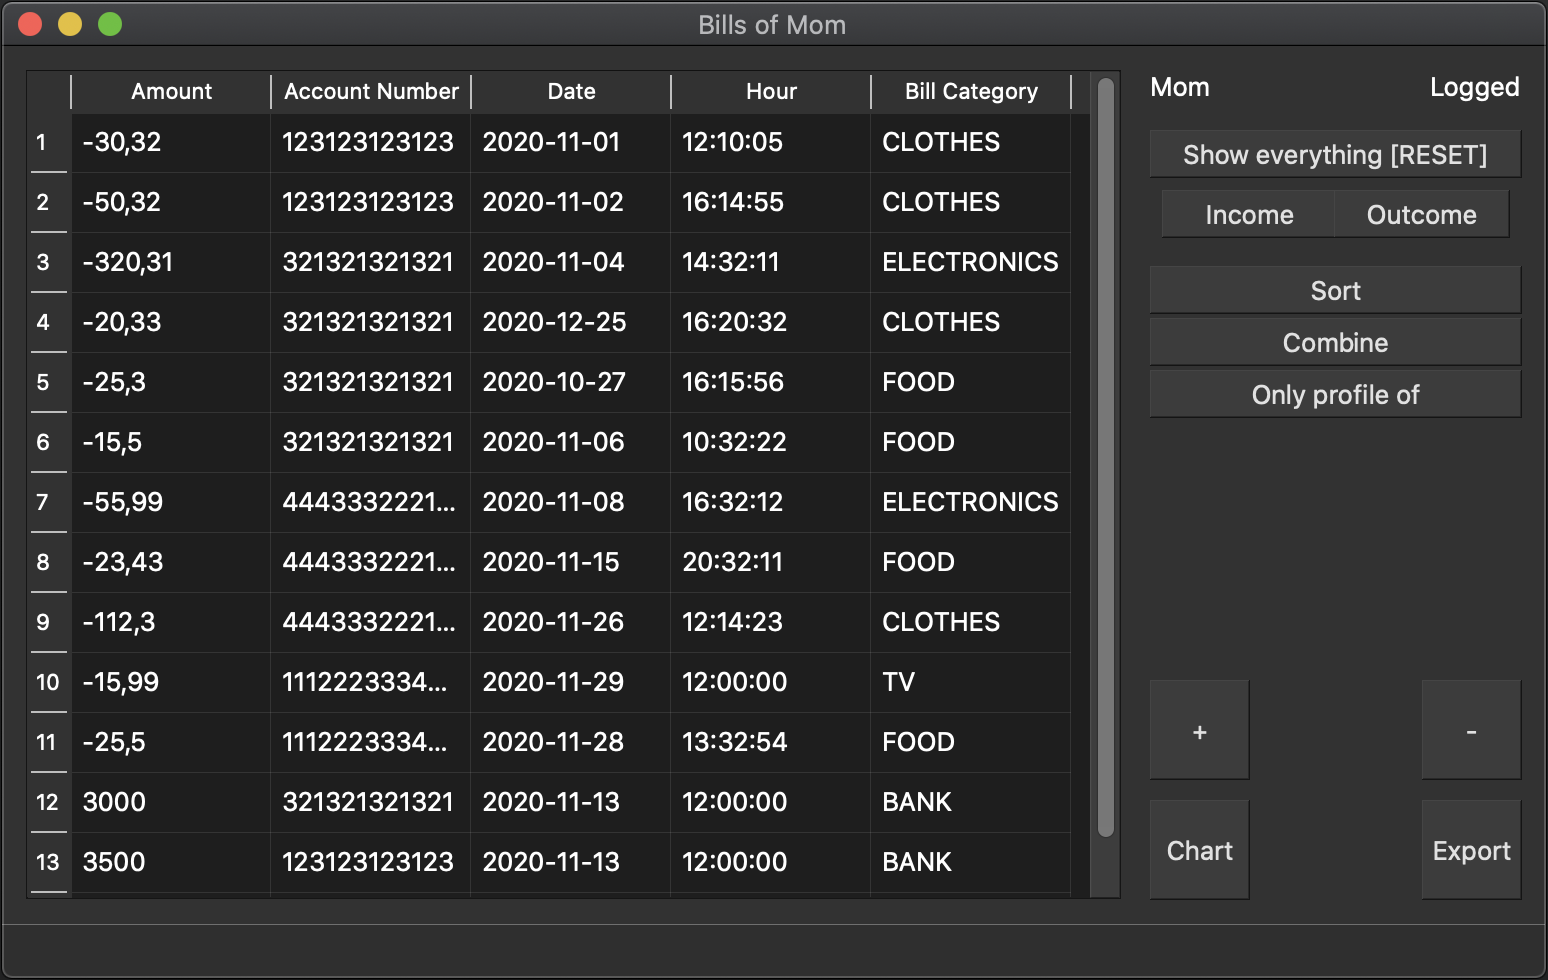 Bills of Mom
Amount Account Number Date Hour Bill Category
1 -30,32 123123123123 2020-11-01 12:10:05 CLOTHES
2 -50,32 123123123123 2020-11-02 16:14:55 CLOTHES
3 -320,31 321321321321 2020-11-04 14:32:11 ELECTRONICS
4 -20,33 321321321321 2020-12-25 16:20:32 CLOTHES
5 -25,3 321321321321 2020-10-27 16:15:56 FOOD
6 -15,5 321321321321 2020-11-06 10:32:22 FOOD
7 -55,99 4443332221... 2020-11-08 16:32:12 ELECTRONICS
8 -23,43 4443332221... 2020-11-15 20:32:11 FOOD
9 -112,3 4443332221... 2020-11-26 12:14:23 CLOTHES
10 -15,99 1112223334... 2020-11-29 12:00:00 TV
11 -25,5 1112223334... 2020-11-28 13:32:54 FOOD
12 3000 321321321321 2020-11-13 12:00:00 BANK
13 3500 123123123123 2020-11-13 12:00:00 BANK
Mom Logged
Show everything [RESET]
Income Outcome
Sort
Combine
Only profile of
+ -
Chart Export